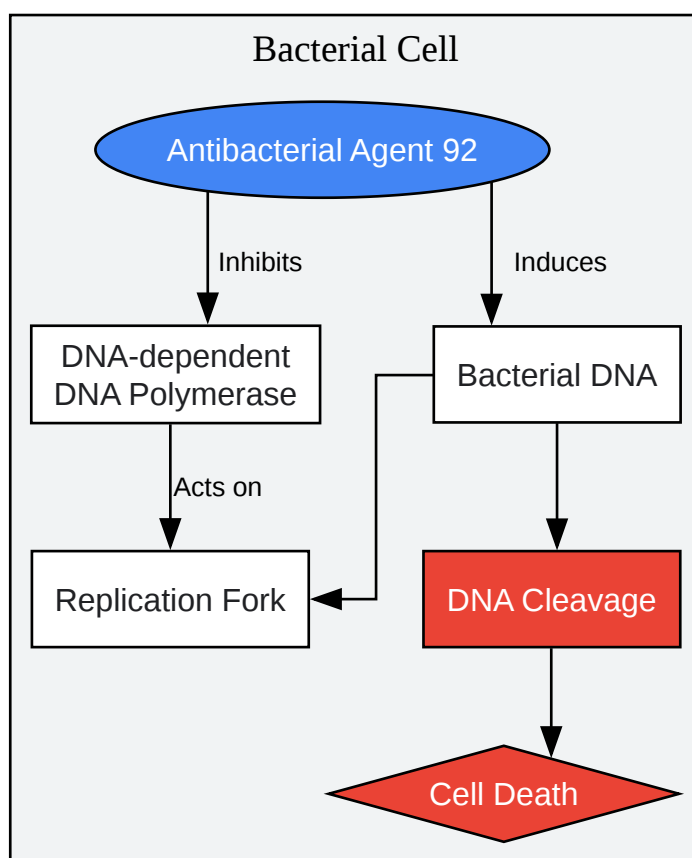 Bacterial Cell
Antibacterial Agent 92
Inhibits
Induces
DNA-dependent
DNA Polymerase
Bacterial DNA
Acts on
Replication Fork
DNA Cleavage
Cell Death